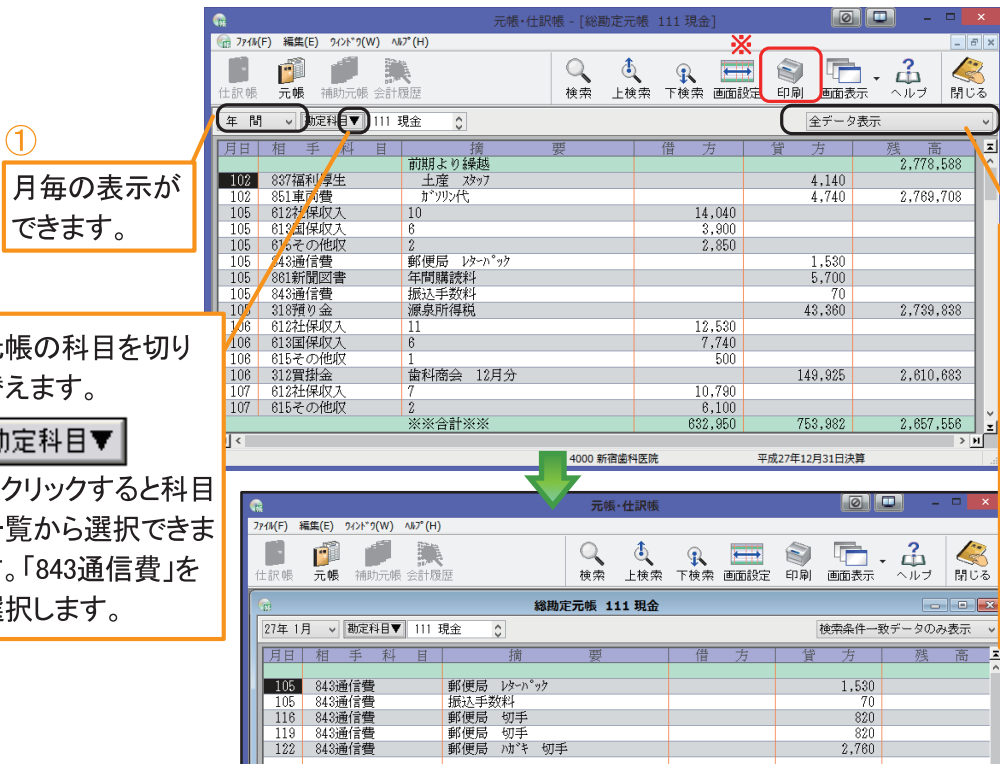 元帳・仕訳帳 - [総勘定元帳 111 現金]
ﾌｧｲﾙ(F) 編集(E) ｳｨﾝﾄﾞｳ(W) ﾍﾙﾌﾟ(H)
※
仕訳帳 元帳 補助元帳 会計履歴 検索 上検索 下検索 画面設定 印刷 画面表示 ヘルプ 閉じる
年 間 勘定科目▼ 111 現金 全データ表示
月日 相手科目 摘要 借方 貸方 残高
前期より繰越 2,778,588
102 837福利厚生 土産 ｽﾀｯﾌ 4,140
102 851車両費 ｶﾞｿﾘﾝ代 4,740 2,769,708
105 612社保収入 10 14,040
105 613国保収入 6 3,900
105 615その他収 2 2,850
105 843通信費 郵便局 ﾚﾀｰﾊﾟｯｸ 1,530
105 861新聞図書 年間購読料 5,700
105 843通信費 振込手数料 70
105 318預り金 源泉所得税 43,360 2,739,838
106 612社保収入 11 12,530
106 613国保収入 6 7,740
106 615その他収 1 500
106 312買掛金 歯科商会 12月分 149,925 2,610,683
107 612社保収入 7 10,790
107 615その他収 2 6,100
※※合計※※ 632,950 753,982 2,657,556
4000 新宿歯科医院 平成27年12月31日決算
①
月毎の表示が
できます。
元帳の科目を切り
替えます。
勘定科目▼
クリックすると科目
一覧から選択できま
す。「843通信費」を
選択します。
元帳・仕訳帳
ﾌｧｲﾙ(F) 編集(E) ｳｨﾝﾄﾞｳ(W) ﾍﾙﾌﾟ(H)
仕訳帳 元帳 補助元帳 会計履歴 検索 上検索 下検索 画面設定 印刷 画面表示 ヘルプ 閉じる
総勘定元帳 111 現金
27年 1月 勘定科目▼ 111 現金 検索条件一致データのみ表示
月日 相手科目 摘要 借方 貸方 残高
105 843通信費 郵便局 ﾚﾀｰﾊﾟｯｸ 1,530
105 843通信費 振込手数料 70
116 843通信費 郵便局 切手 820
119 843通信費 郵便局 切手 820
122 843通信費 郵便局 ﾊｶﾞｷ 切手 2,760